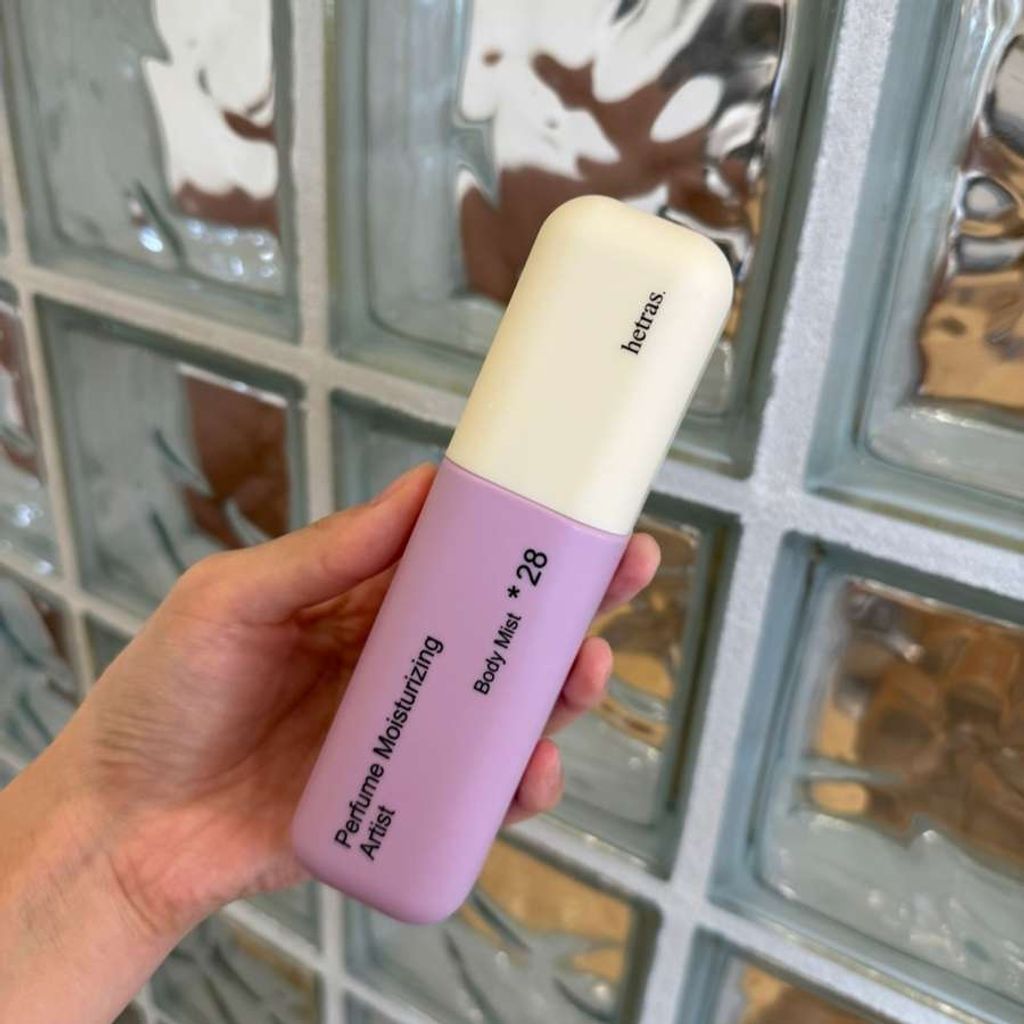 hetras.
Body Mist * 28
Perfume Moisturizing
Artist